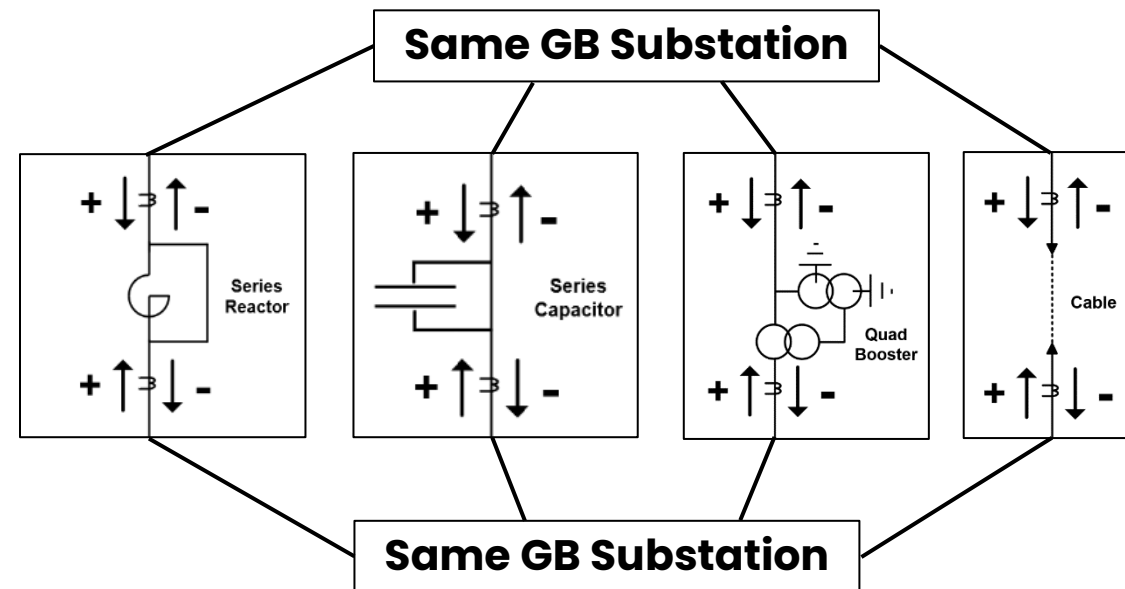 Same GB Substation
+ -
+ -
+ -
+ -
Series
Reactor
Series
Capacitor
Quad
Booster
Cable
+ -
+ -
+ -
+ -
Same GB Substation